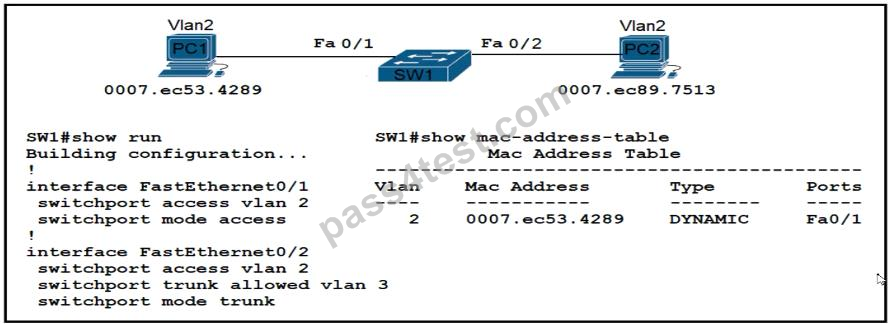 Vlan2
Vlan2
PC1
Fa 0/1
Fa 0/2
PC2
SW1
0007.ec53.4289
0007.ec89.7513
SW1#show run
Building configuration...
!
interface FastEthernet0/1
switchport access vlan 2
switchport mode access
!
interface FastEthernet0/2
switchport access vlan 2
switchport trunk allowed vlan 3
switchport mode trunk
SW1#show mac-address-table
Mac Address Table
-------------------------------------------
Vlan Mac Address Type Ports
---- ----------- -------- -----
2 0007.ec53.4289 DYNAMIC Fa0/1
pass4test.com